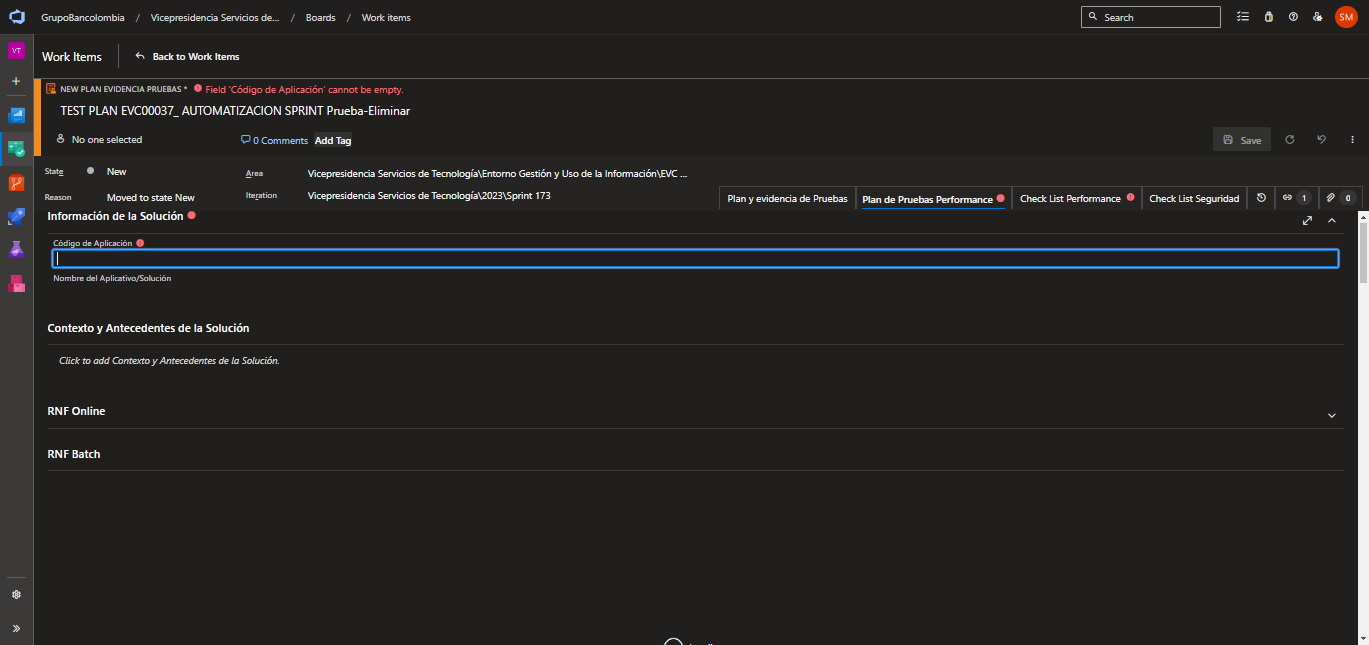 GrupoBancolombia / Vicepresidencia Servicios de... / Boards / Work items
Search
SM
VT
Work Items
Back to Work Items
NEW PLAN EVIDENCIA PRUEBAS * Field 'Código de Aplicación' cannot be empty.
TEST PLAN EVC00037_ AUTOMATIZACION SPRINT Prueba-Eliminar
No one selected
0 Comments
Add Tag
Save
State
New
Area
Vicepresidencia Servicios de Tecnología\Entorno Gestión y Uso de la Información\EVC ...
Reason
Moved to state New
Iteration
Vicepresidencia Servicios de Tecnología\2023\Sprint 173
Plan y evidencia de Pruebas
Plan de Pruebas Performance
Check List Performance
Check List Seguridad
1
0
Información de la Solución
Código de Aplicación
Nombre del Aplicativo/Solución
Contexto y Antecedentes de la Solución
Click to add Contexto y Antecedentes de la Solución.
RNF Online
RNF Batch